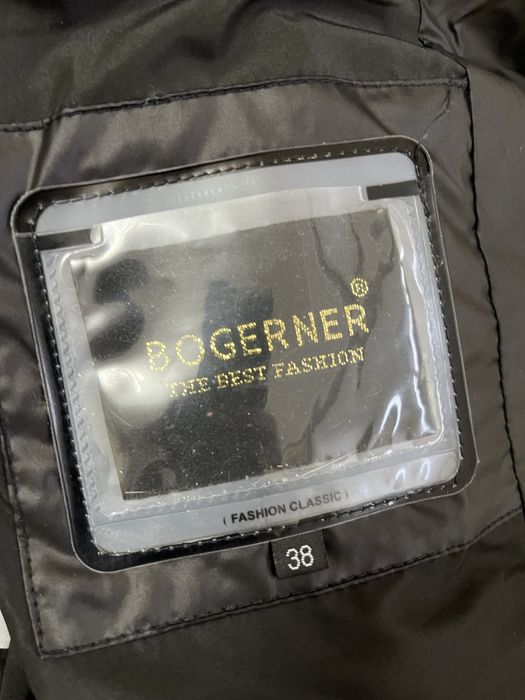 BOGERNER®
THE BEST FASHION
( FASHION CLASSIC )
38